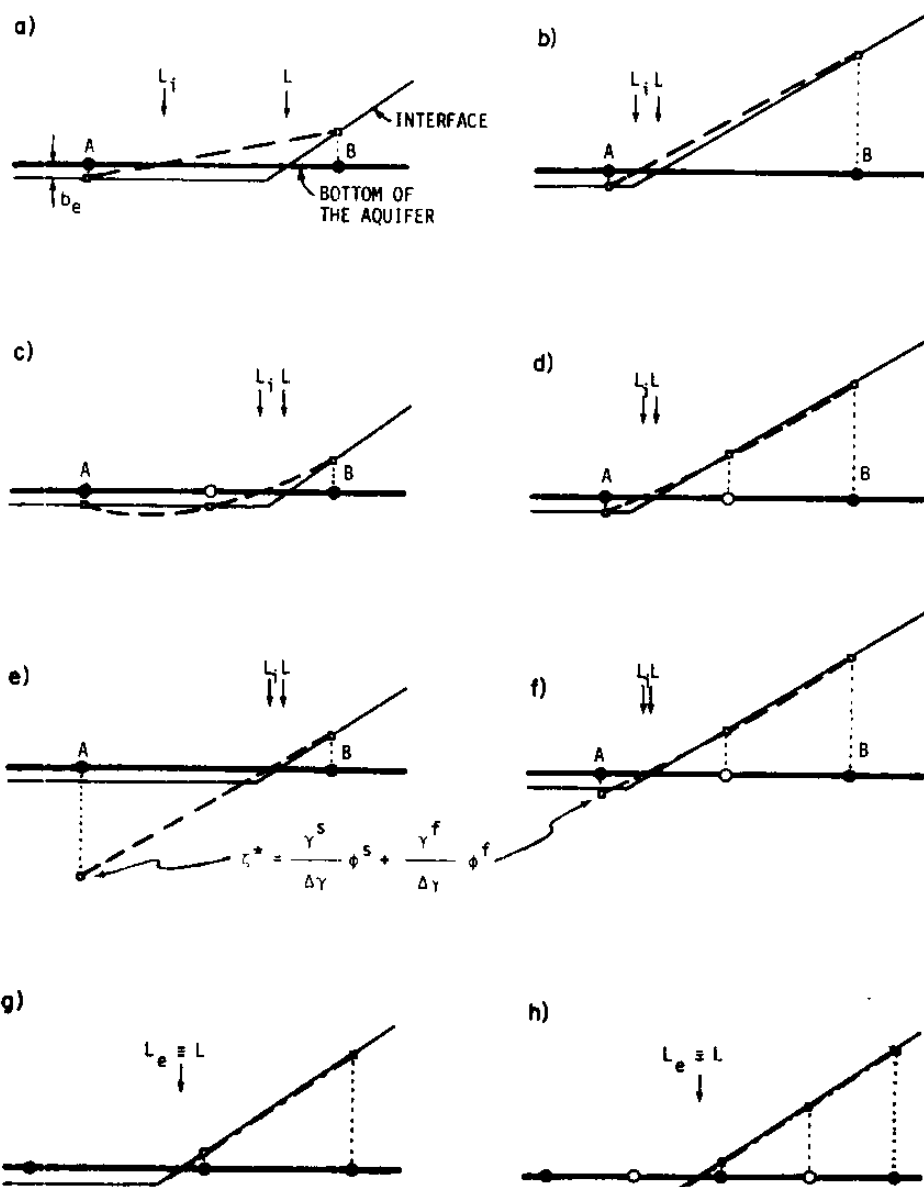 a)
L_i L
INTERFACE
A
B
b_e
BOTTOM OF
THE AQUIFER
b)
L_i L
A
B
c)
L_i L
A
B
d)
L_i L
A
B
e)
L_i L
A
B
f)
L_i L
A
B
ζ* = γ^s/Δγ φ^s + γ^f/Δγ φ^f
g)
L_e ≡ L
h)
L_e ≡ L